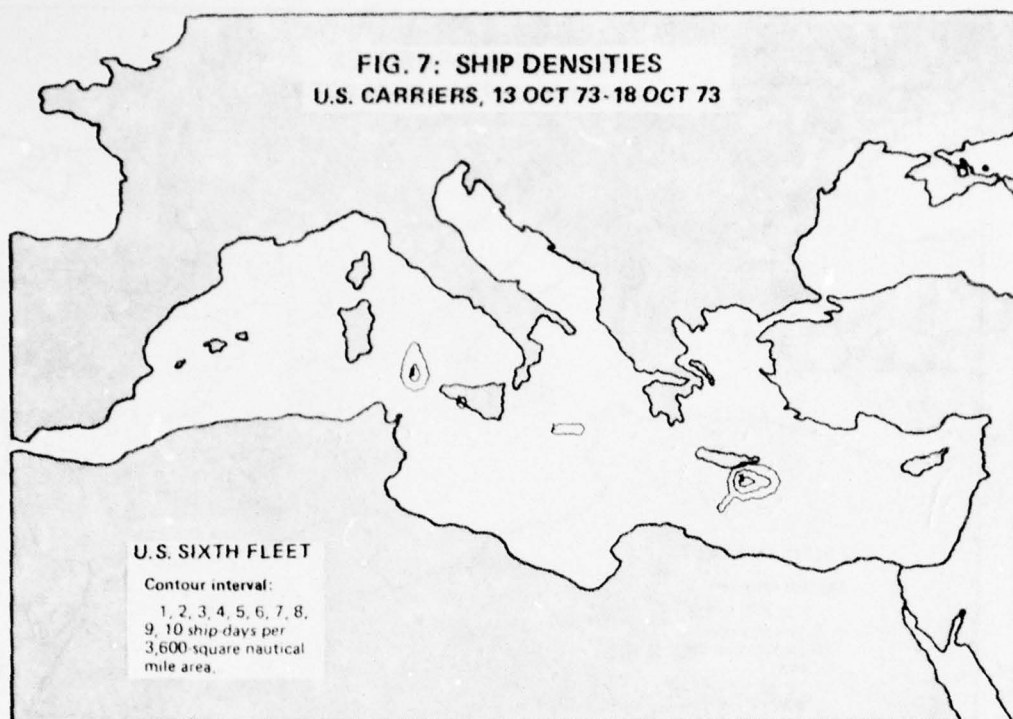 FIG. 7: SHIP DENSITIES
U.S. CARRIERS, 13 OCT 73-18 OCT 73
U.S. SIXTH FLEET
Contour interval:
1, 2, 3, 4, 5, 6, 7, 8,
9, 10 ship-days per
3,600-square nautical
mile area.